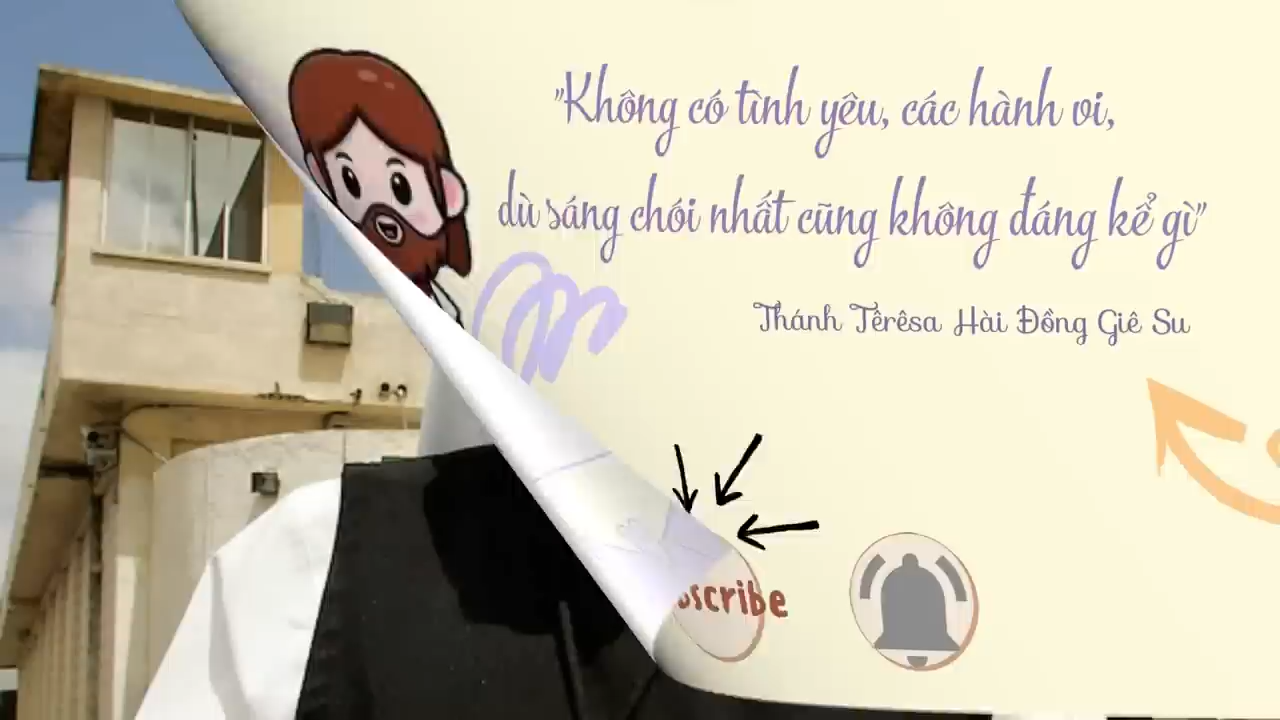 "Không có tình yêu, các hành vi,
dù sáng chói nhất cũng không đáng kể gì"
Thánh Têrêsa Hài Đồng Giê Su
bscribe